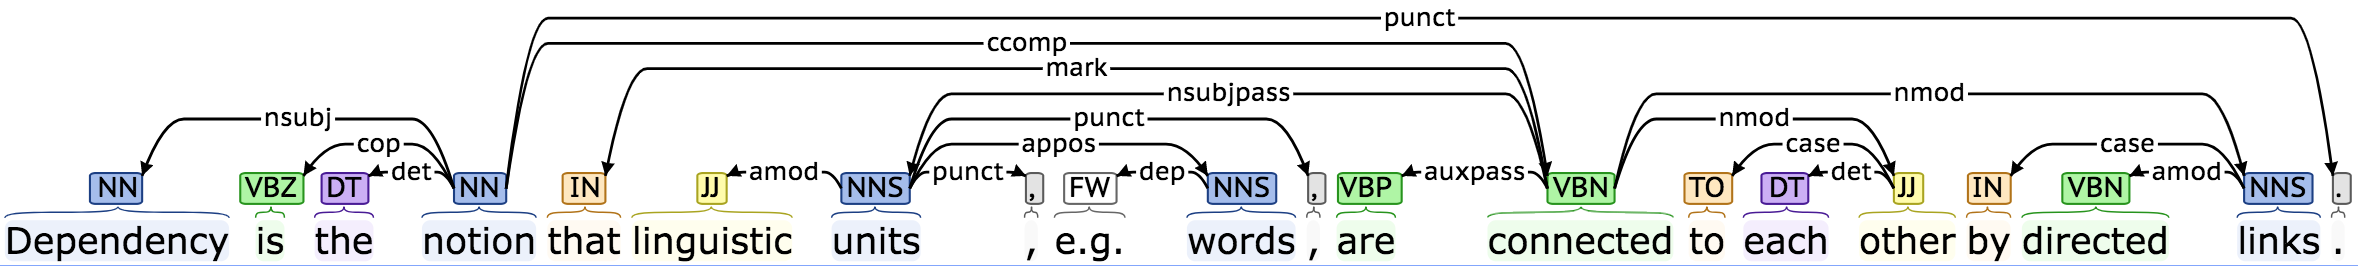 punct
ccomp
mark
nsubjpass nmod
nsubj punct nmod
cop appos case case
det amod punct dep auxpass det amod
NN VBZ DT NN IN JJ NNS , FW NNS , VBP VBN TO DT JJ IN VBN NNS .
Dependency is the notion that linguistic units , e.g. words , are connected to each other by directed links .